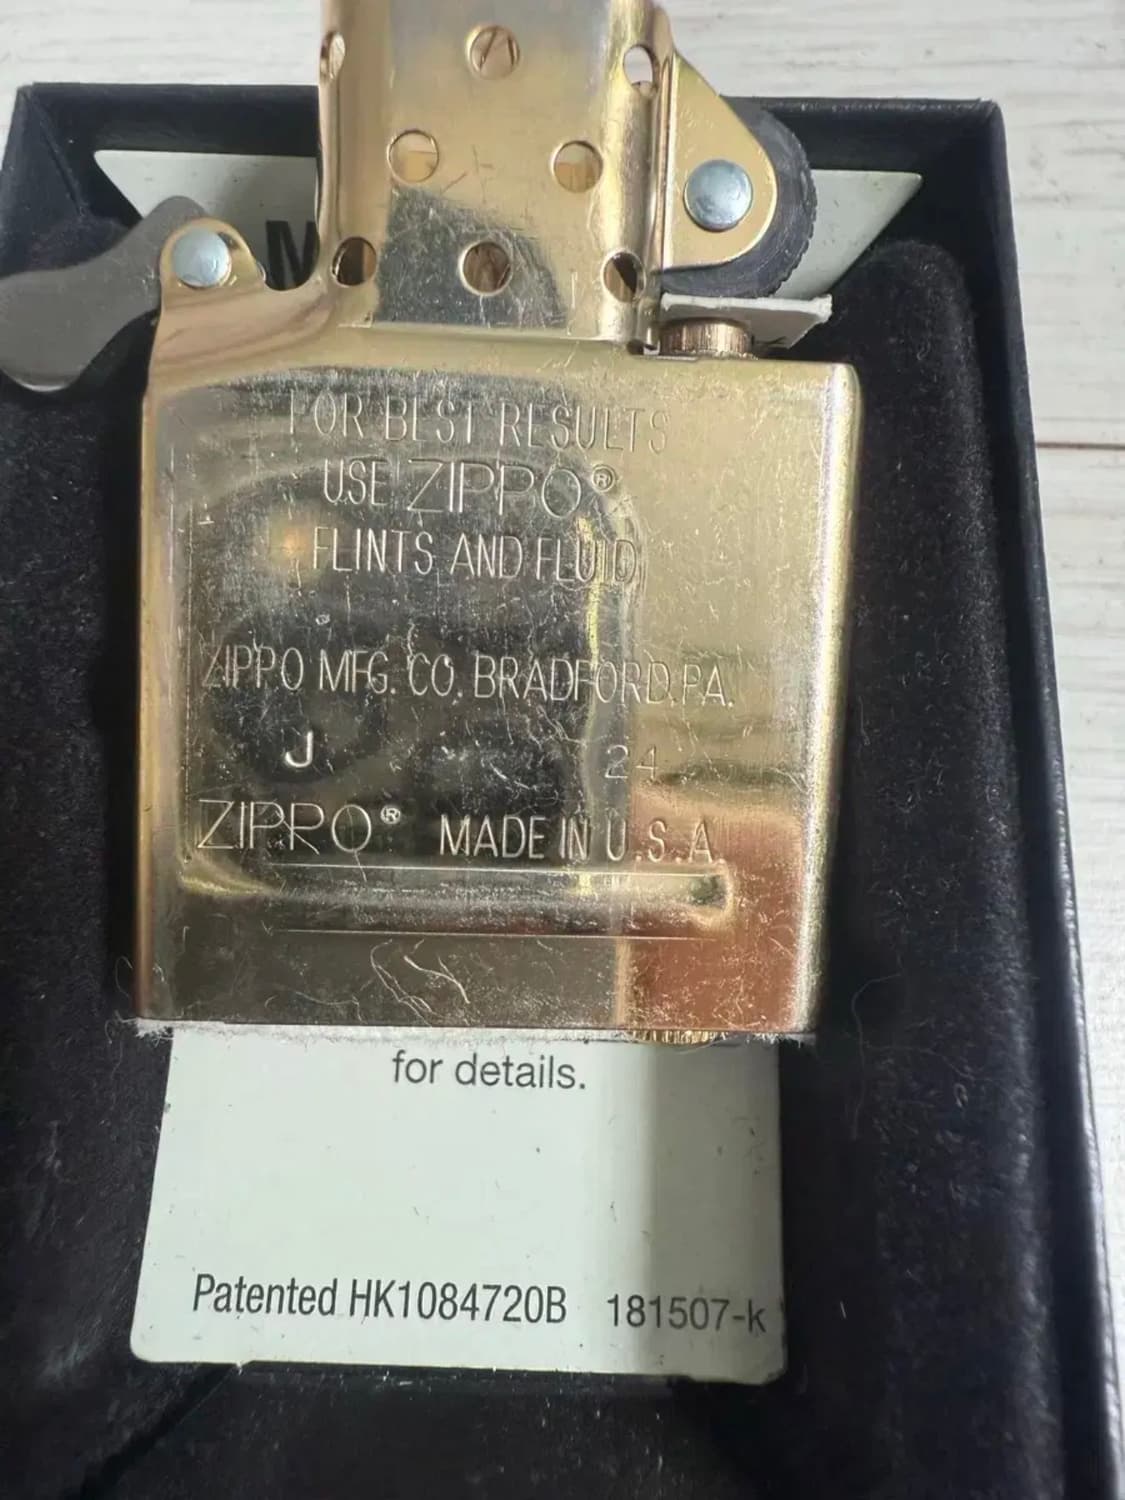 M
FOR BEST RESULTS
USE ZIPPO®
FLINTS AND FLUID
ZIPPO MFG. CO. BRADFORD, PA.
J 24
ZIPPO® MADE IN U.S.A.
for details.
Patented HK1084720B 181507-k